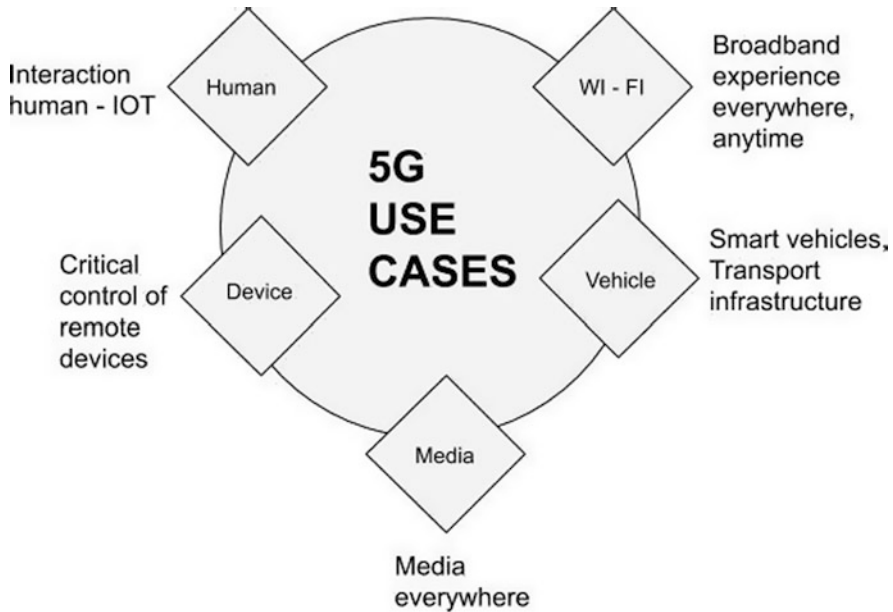 Interaction
human - IOT
Human
WI - FI
Broadband
experience
everywhere,
anytime
5G
USE
CASES
Critical
control of
remote
devices
Device
Vehicle
Smart vehicles,
Transport
infrastructure
Media
Media
everywhere